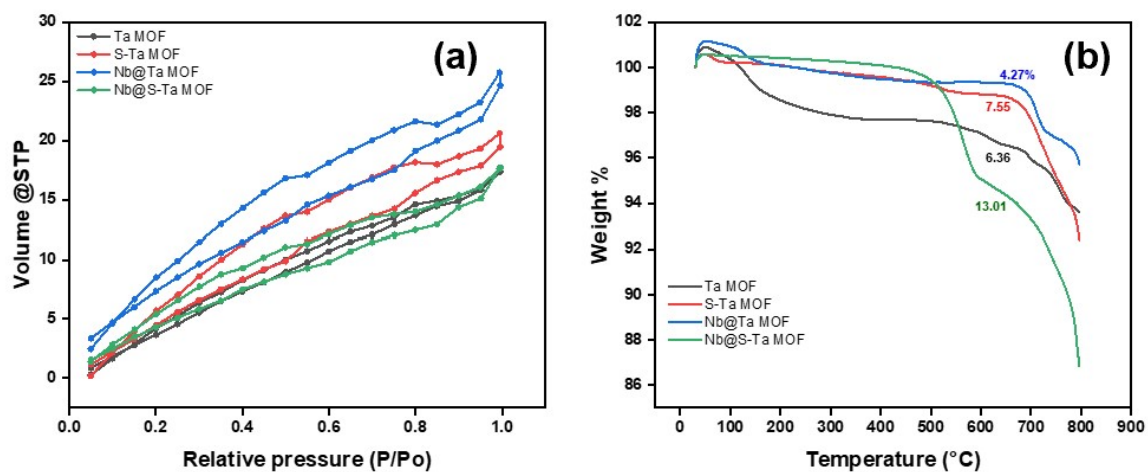 (a)
Ta MOF
S-Ta MOF
Nb@Ta MOF
Nb@S-Ta MOF
Volume @STP
30
25
20
15
10
5
0
0.0 0.2 0.4 0.6 0.8 1.0
Relative pressure (P/Po)
(b)
Weight %
102
100
98
96
94
92
90
88
86
4.27%
7.55
6.36
13.01
Ta MOF
S-Ta MOF
Nb@Ta MOF
Nb@S-Ta MOF
0 100 200 300 400 500 600 700 800 900
Temperature (°C)